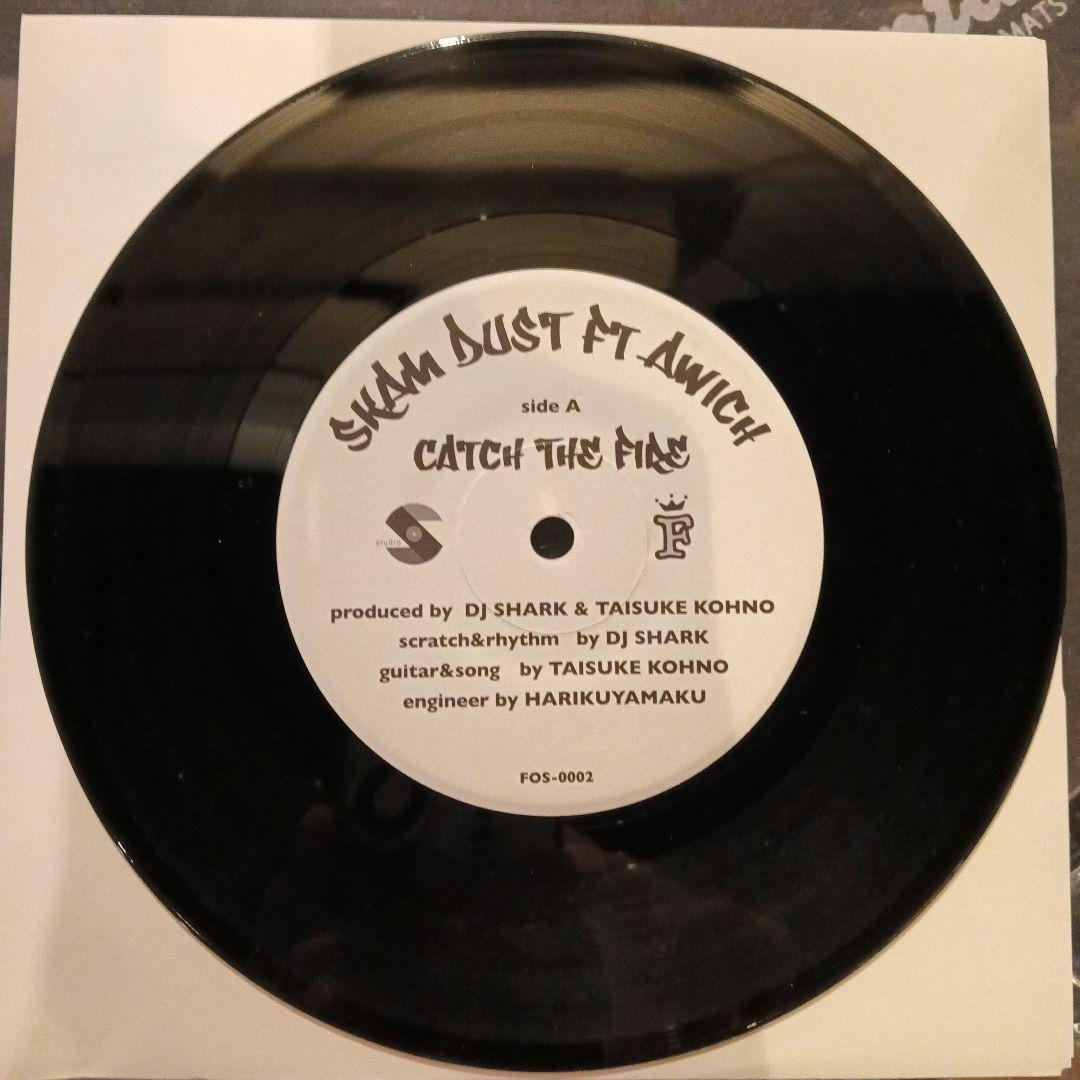 MATS
SKAM DUST FT AWICH
side A
CATCH THE FIRE
studio S
F
produced by DJ SHARK & TAISUKE KOHNO
scratch&rhythm by DJ SHARK
guitar&song by TAISUKE KOHNO
engineer by HARIKUYAMAKU
FOS-0002